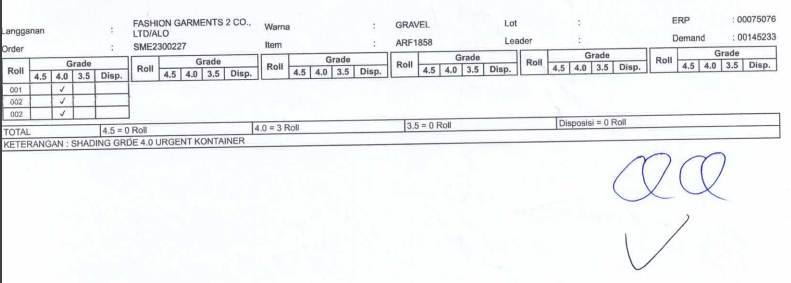 Langganan : FASHION GARMENTS 2 CO., LTD/ALO Warna : GRAVEL Lot : ERP : 00075076
Order : SME2300227 Item : ARF1858 Leader : Demand : 00145233
Roll Grade Roll Grade Roll Grade Roll Grade Roll Grade Roll Grade
4.5 4.0 3.5 Disp. 4.5 4.0 3.5 Disp. 4.5 4.0 3.5 Disp. 4.5 4.0 3.5 Disp. 4.5 4.0 3.5 Disp. 4.5 4.0 3.5 Disp.
001 ✓
002 ✓
002 ✓
TOTAL 4.5 = 0 Roll 4.0 = 3 Roll 3.5 = 0 Roll Disposisi = 0 Roll
KETERANGAN : SHADING GRDE 4.0 URGENT KONTAINER